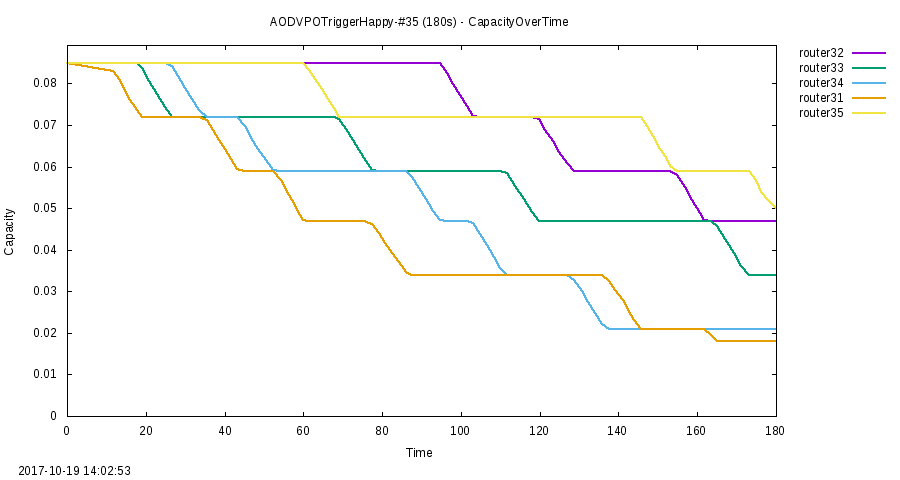 AODVPOTriggerHappy-#35 (180s) - CapacityOverTime
router32
router33
router34
router31
router35
0.08
0.07
0.06
0.05
0.04
0.03
0.02
0.01
0
Capacity
0 20 40 60 80 100 120 140 160 180
Time
2017-10-19 14:02:53